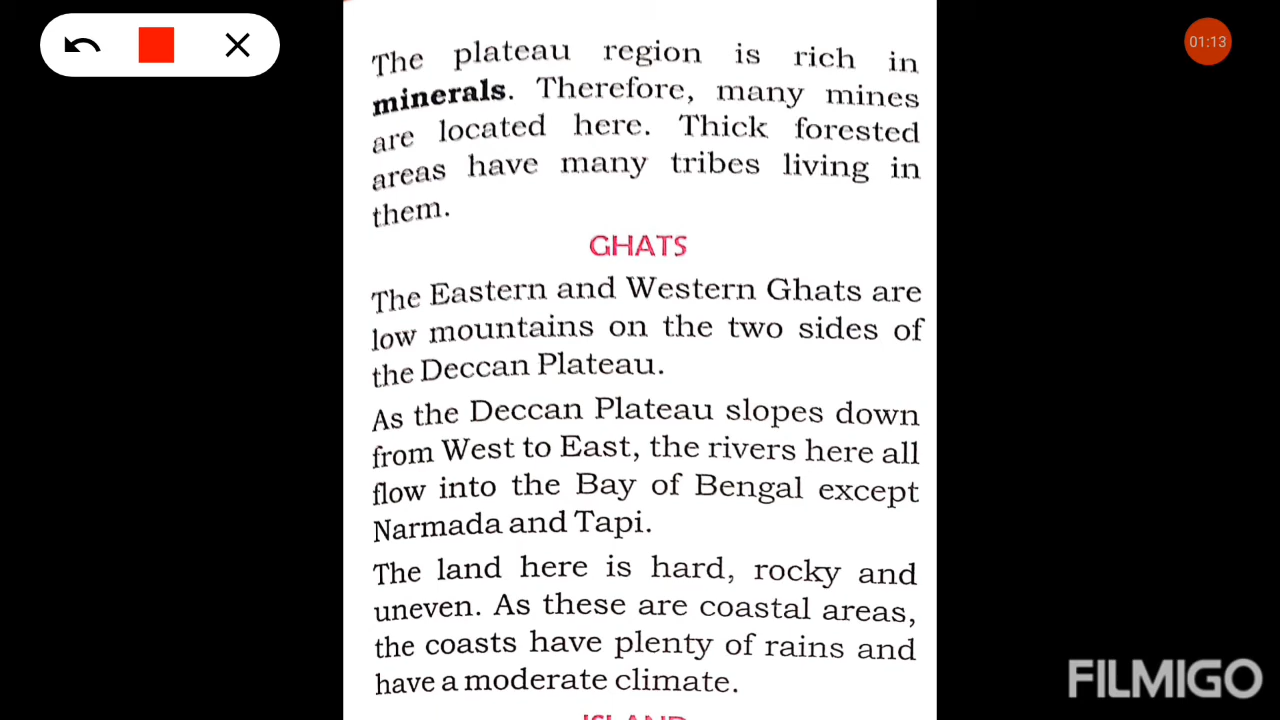 01:13
The plateau region is rich in
minerals. Therefore, many mines
are located here. Thick forested
areas have many tribes living in
them.
GHATS
The Eastern and Western Ghats are
low mountains on the two sides of
the Deccan Plateau.
As the Deccan Plateau slopes down
from West to East, the rivers here all
flow into the Bay of Bengal except
Narmada and Tapi.
The land here is hard, rocky and
uneven. As these are coastal areas,
the coasts have plenty of rains and
have a moderate climate.
FILMIGO